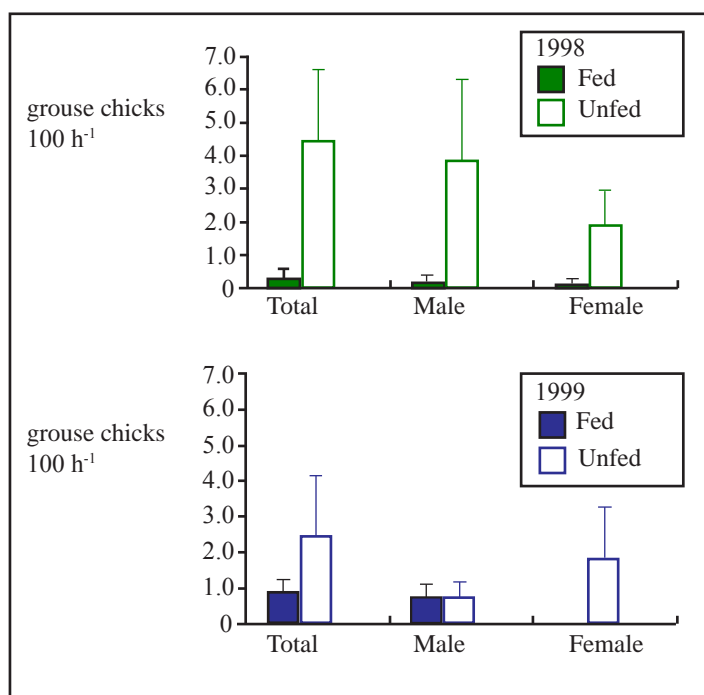 1998
Fed
Unfed
grouse chicks
100 h-1
7.0
6.0
5.0
4.0
3.0
2.0
1.0
0
Total Male Female
1999
Fed
Unfed
grouse chicks
100 h-1
7.0
6.0
5.0
4.0
3.0
2.0
1.0
0
Total Male Female